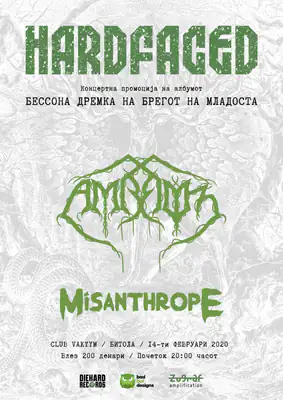 HARDFACED
Концертна промоција на албумот
БЕССОНА ДРЕМКА НА БРЕГОТ НА МЛАДОСТА
MiSANTHROPE
CLUB VAKUUM / БИТОЛА / 14-ти ФЕВРУАРИ 2020
Влез 200 денари / Почеток 20:00 часот
DIEHARD
RECORDS
bad
designs
Zograf
amplification